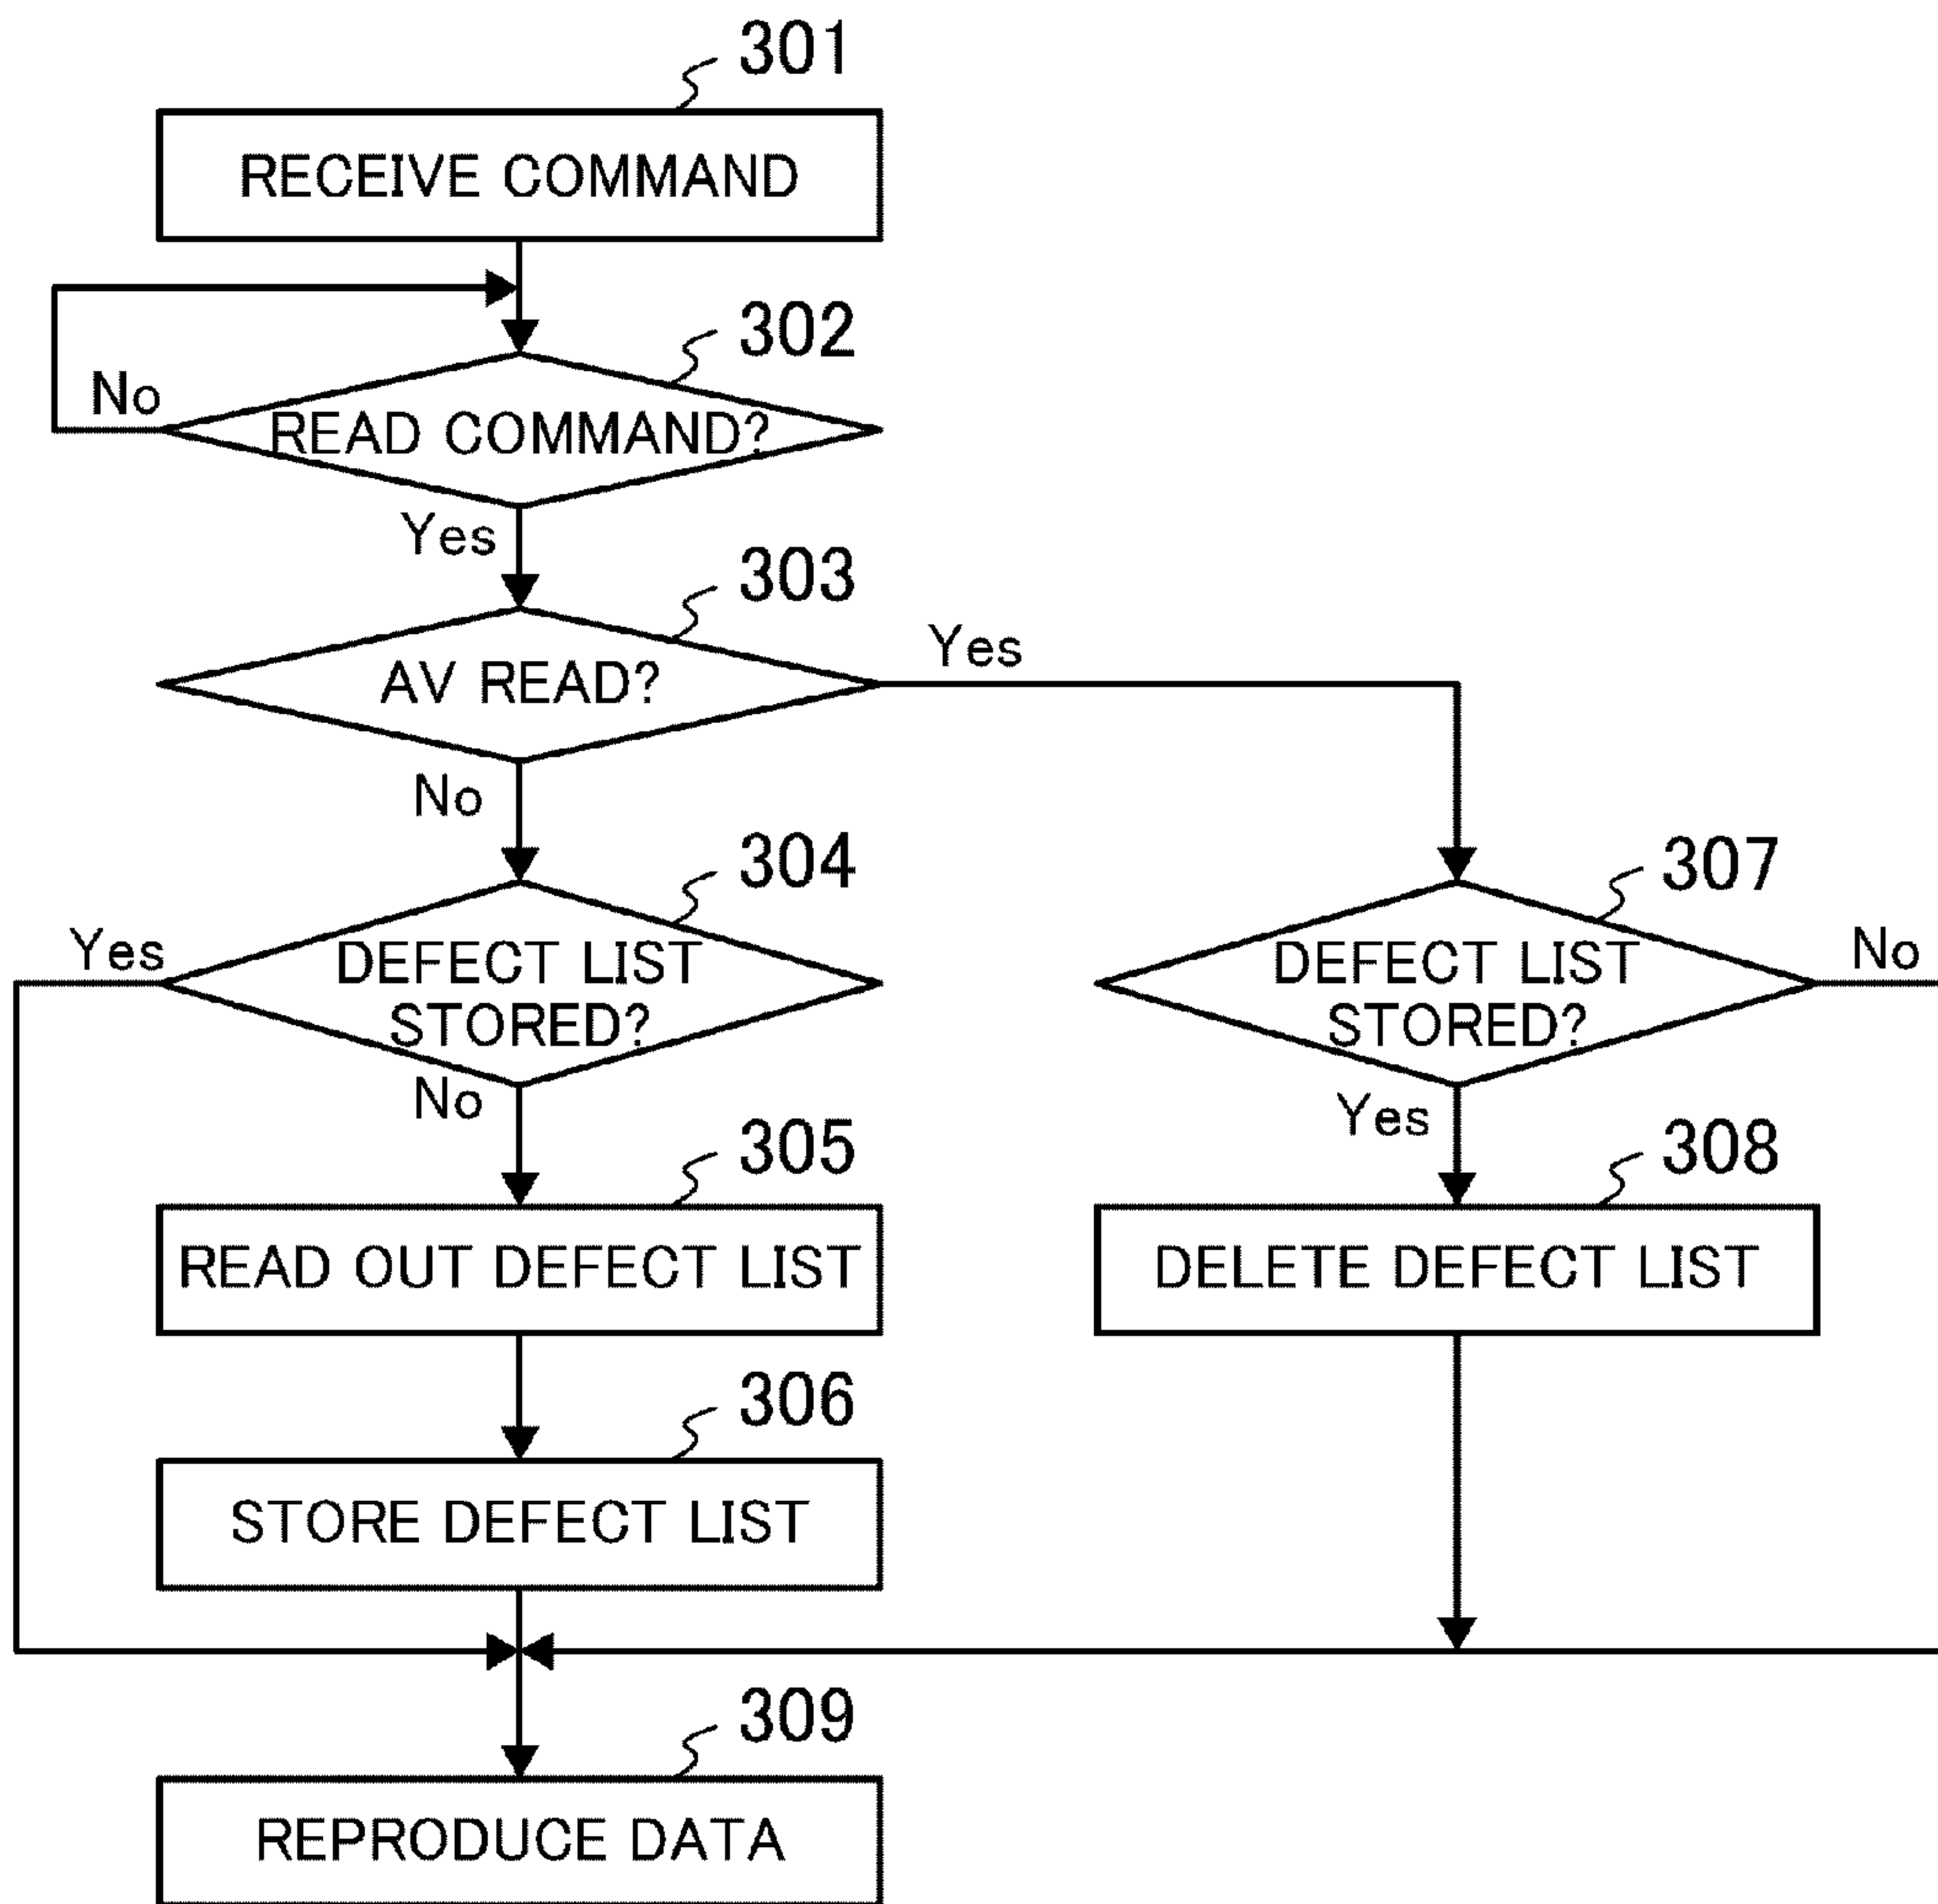 301
RECEIVE COMMAND
302
No
READ COMMAND?
Yes
303
Yes
AV READ?
No
304
307
Yes
DEFECT LIST
STORED?
DEFECT LIST
STORED?
No
No
Yes
305
308
READ OUT DEFECT LIST
DELETE DEFECT LIST
306
STORE DEFECT LIST
309
REPRODUCE DATA